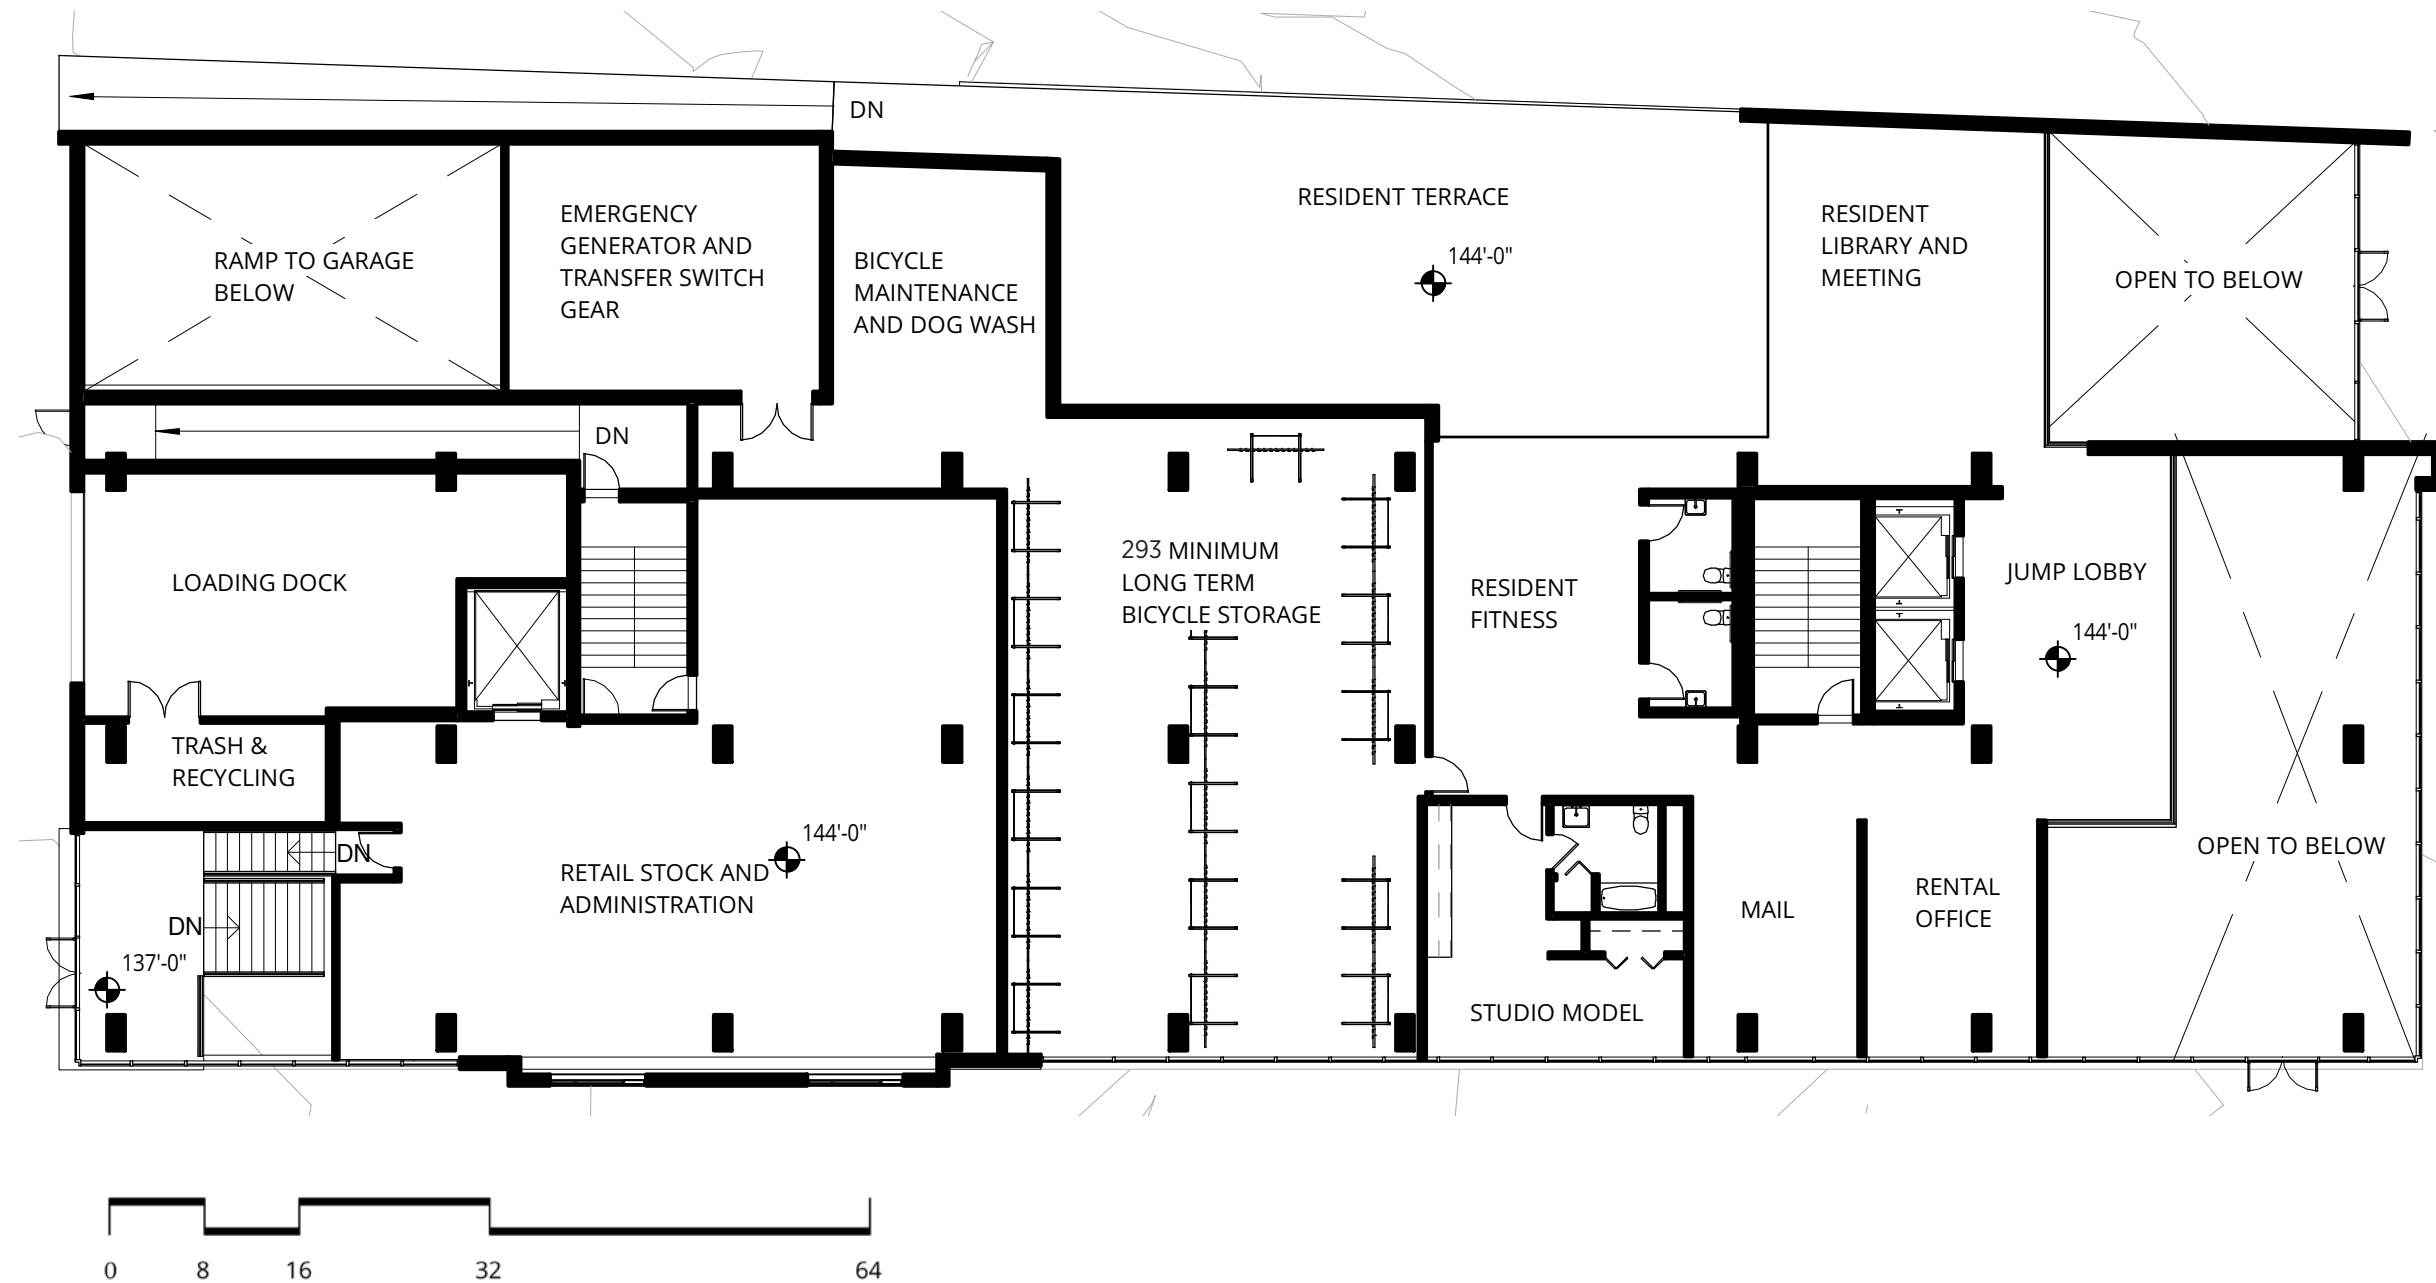 DN
RESIDENT TERRACE
144'-0"
EMERGENCY
GENERATOR AND
TRANSFER SWITCH
GEAR
RESIDENT
LIBRARY AND
MEETING
RAMP TO GARAGE
BELOW
BICYCLE
MAINTENANCE
AND DOG WASH
OPEN TO BELOW
DN
LOADING DOCK
293 MINIMUM
LONG TERM
BICYCLE STORAGE
RESIDENT
FITNESS
JUMP LOBBY
144'-0"
TRASH &
RECYCLING
DN
144'-0"
RETAIL STOCK AND
ADMINISTRATION
OPEN TO BELOW
DN
137'-0"
MAIL
RENTAL
OFFICE
STUDIO MODEL
0 8 16 32 64